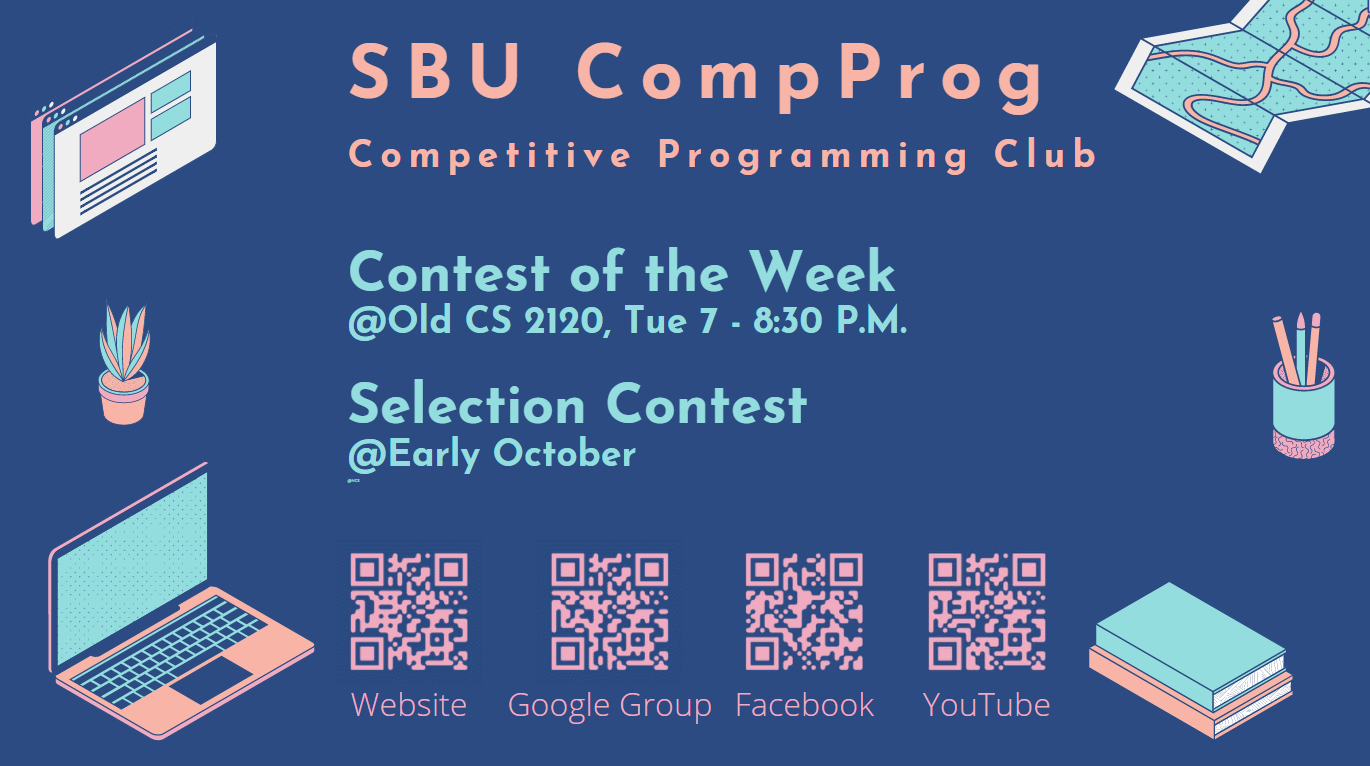 SBU CompProg
Competitive Programming Club
Contest of the Week
@Old CS 2120, Tue 7 - 8:30 P.M.
Selection Contest
@Early October
Website
Google Group
Facebook
YouTube